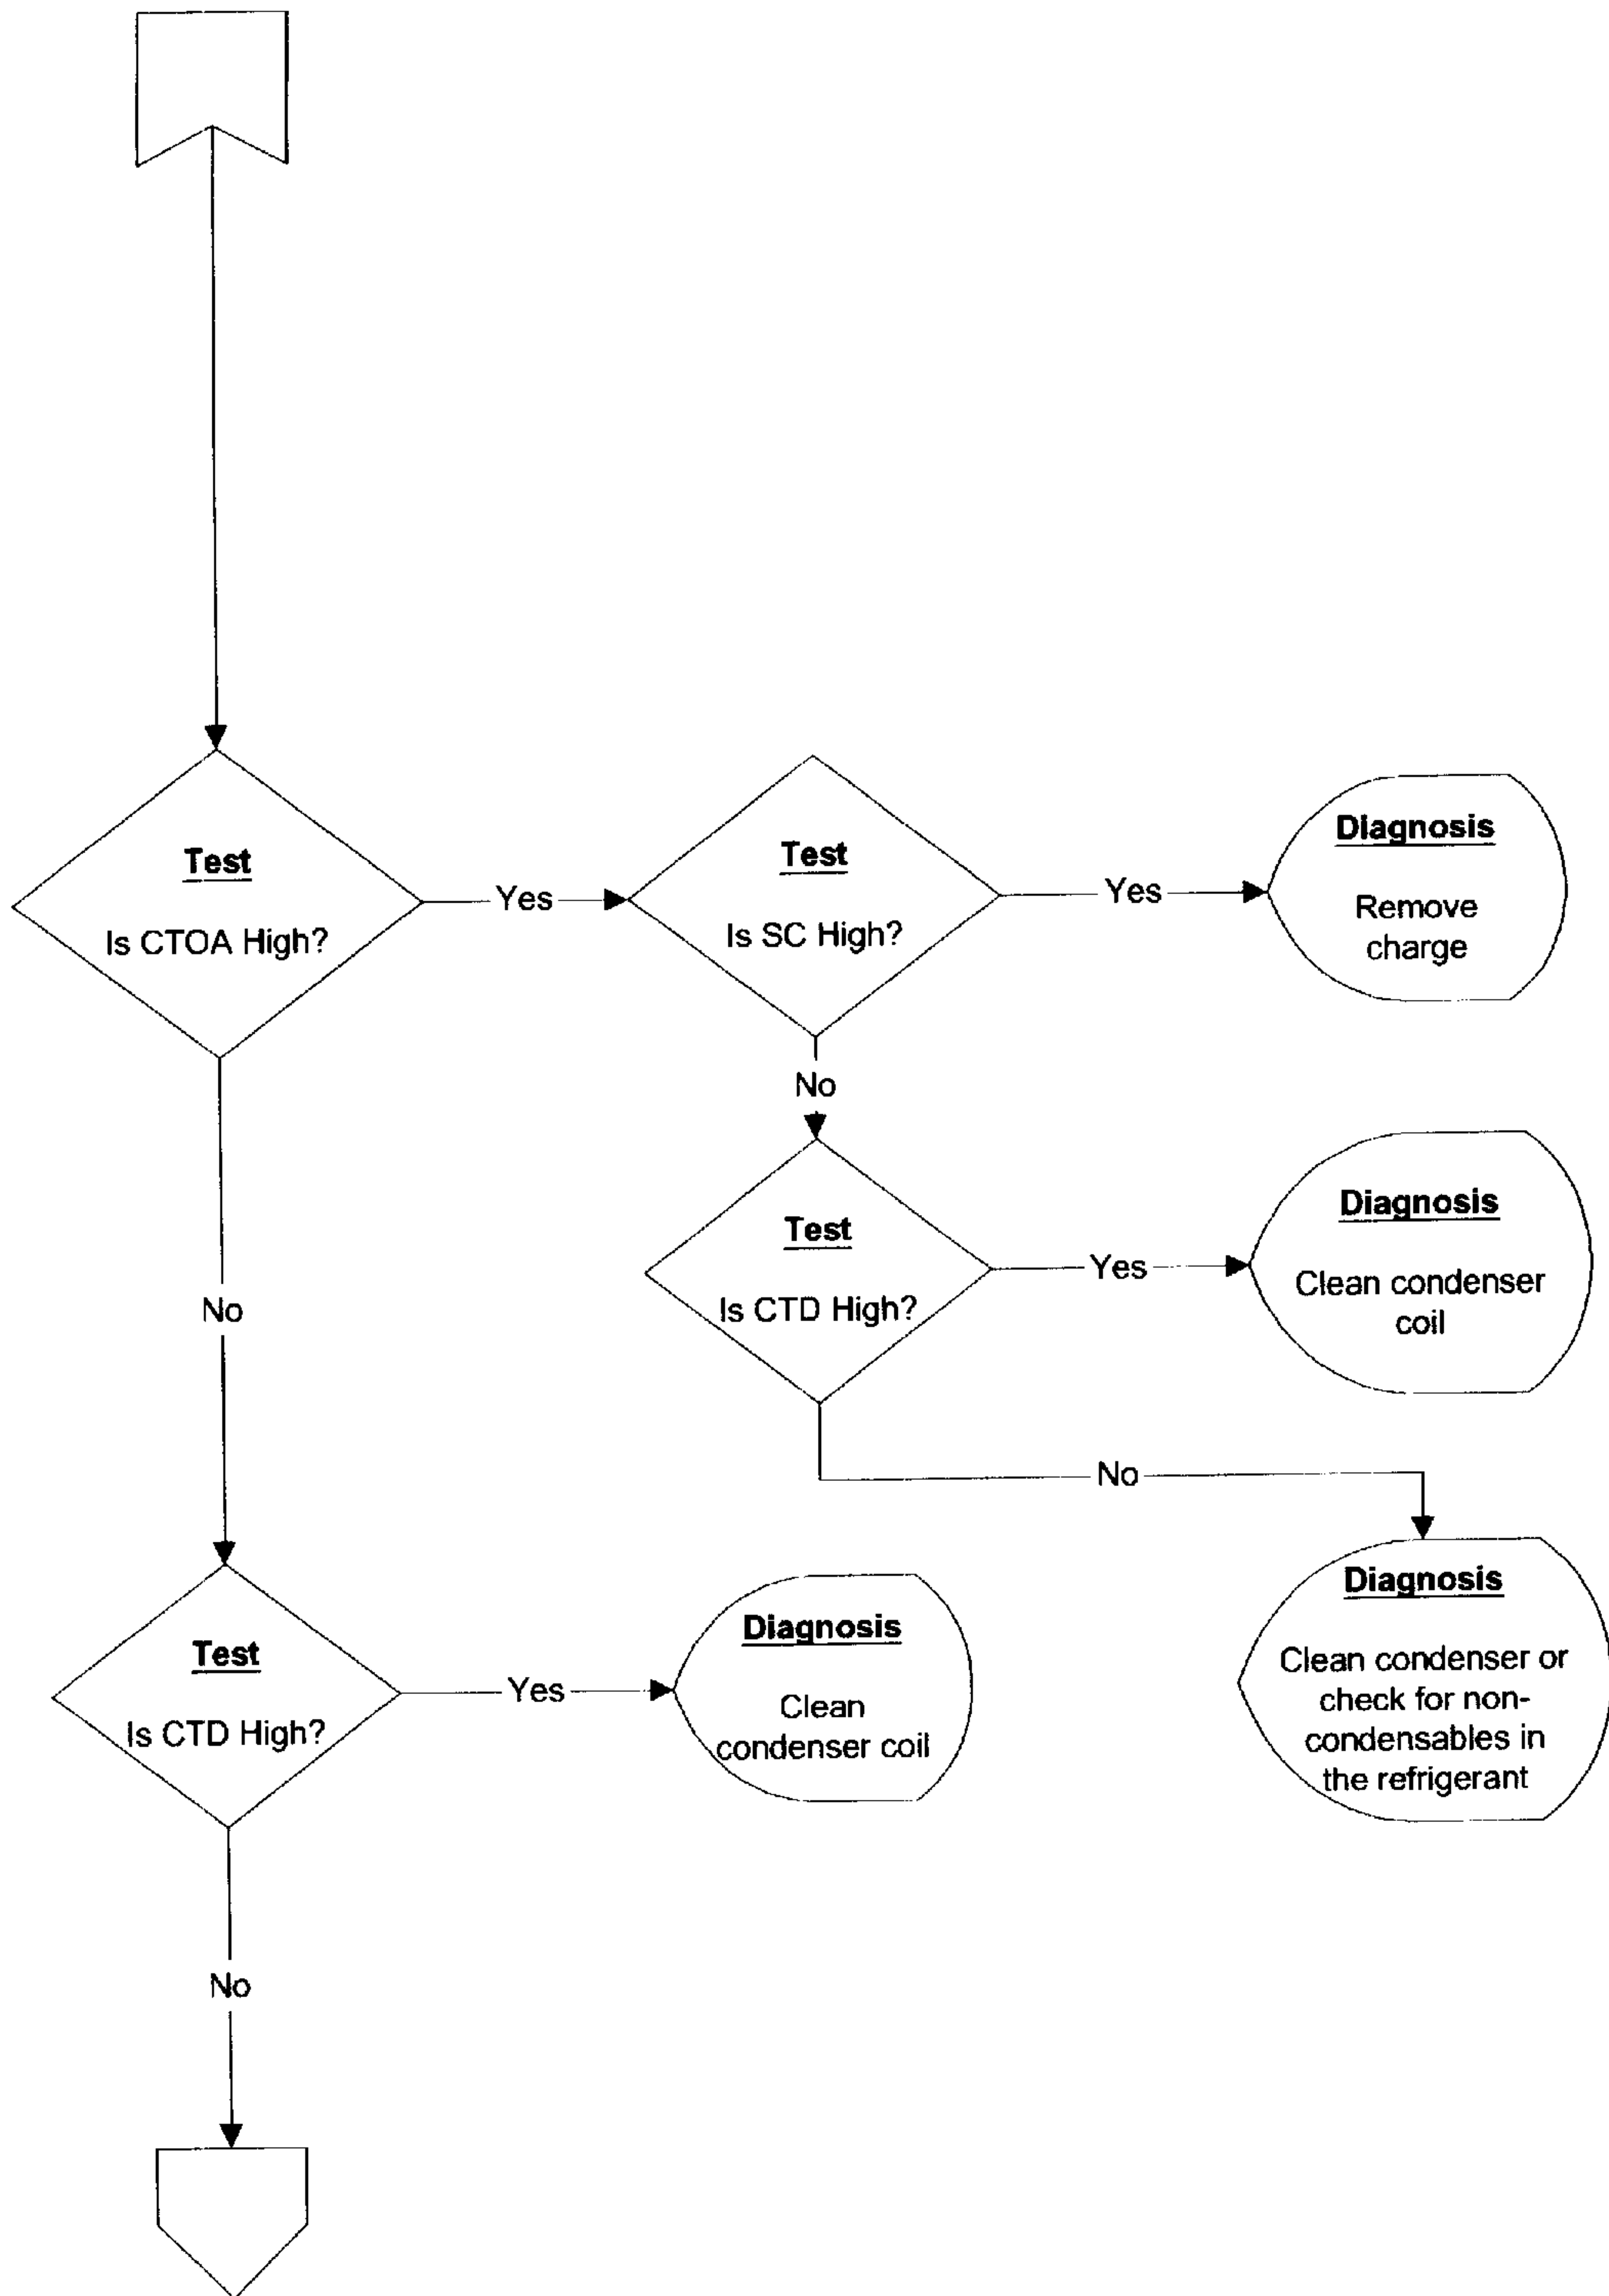 Test
Is CTOA High?
Yes
Test
Is SC High?
Yes
Diagnosis
Remove
charge
No
Test
Is CTD High?
Yes
Diagnosis
Clean condenser
coil
No
No
Diagnosis
Clean condenser or
check for non-
condensables in
the refrigerant
Test
Is CTD High?
Yes
Diagnosis
Clean
condenser coil
No